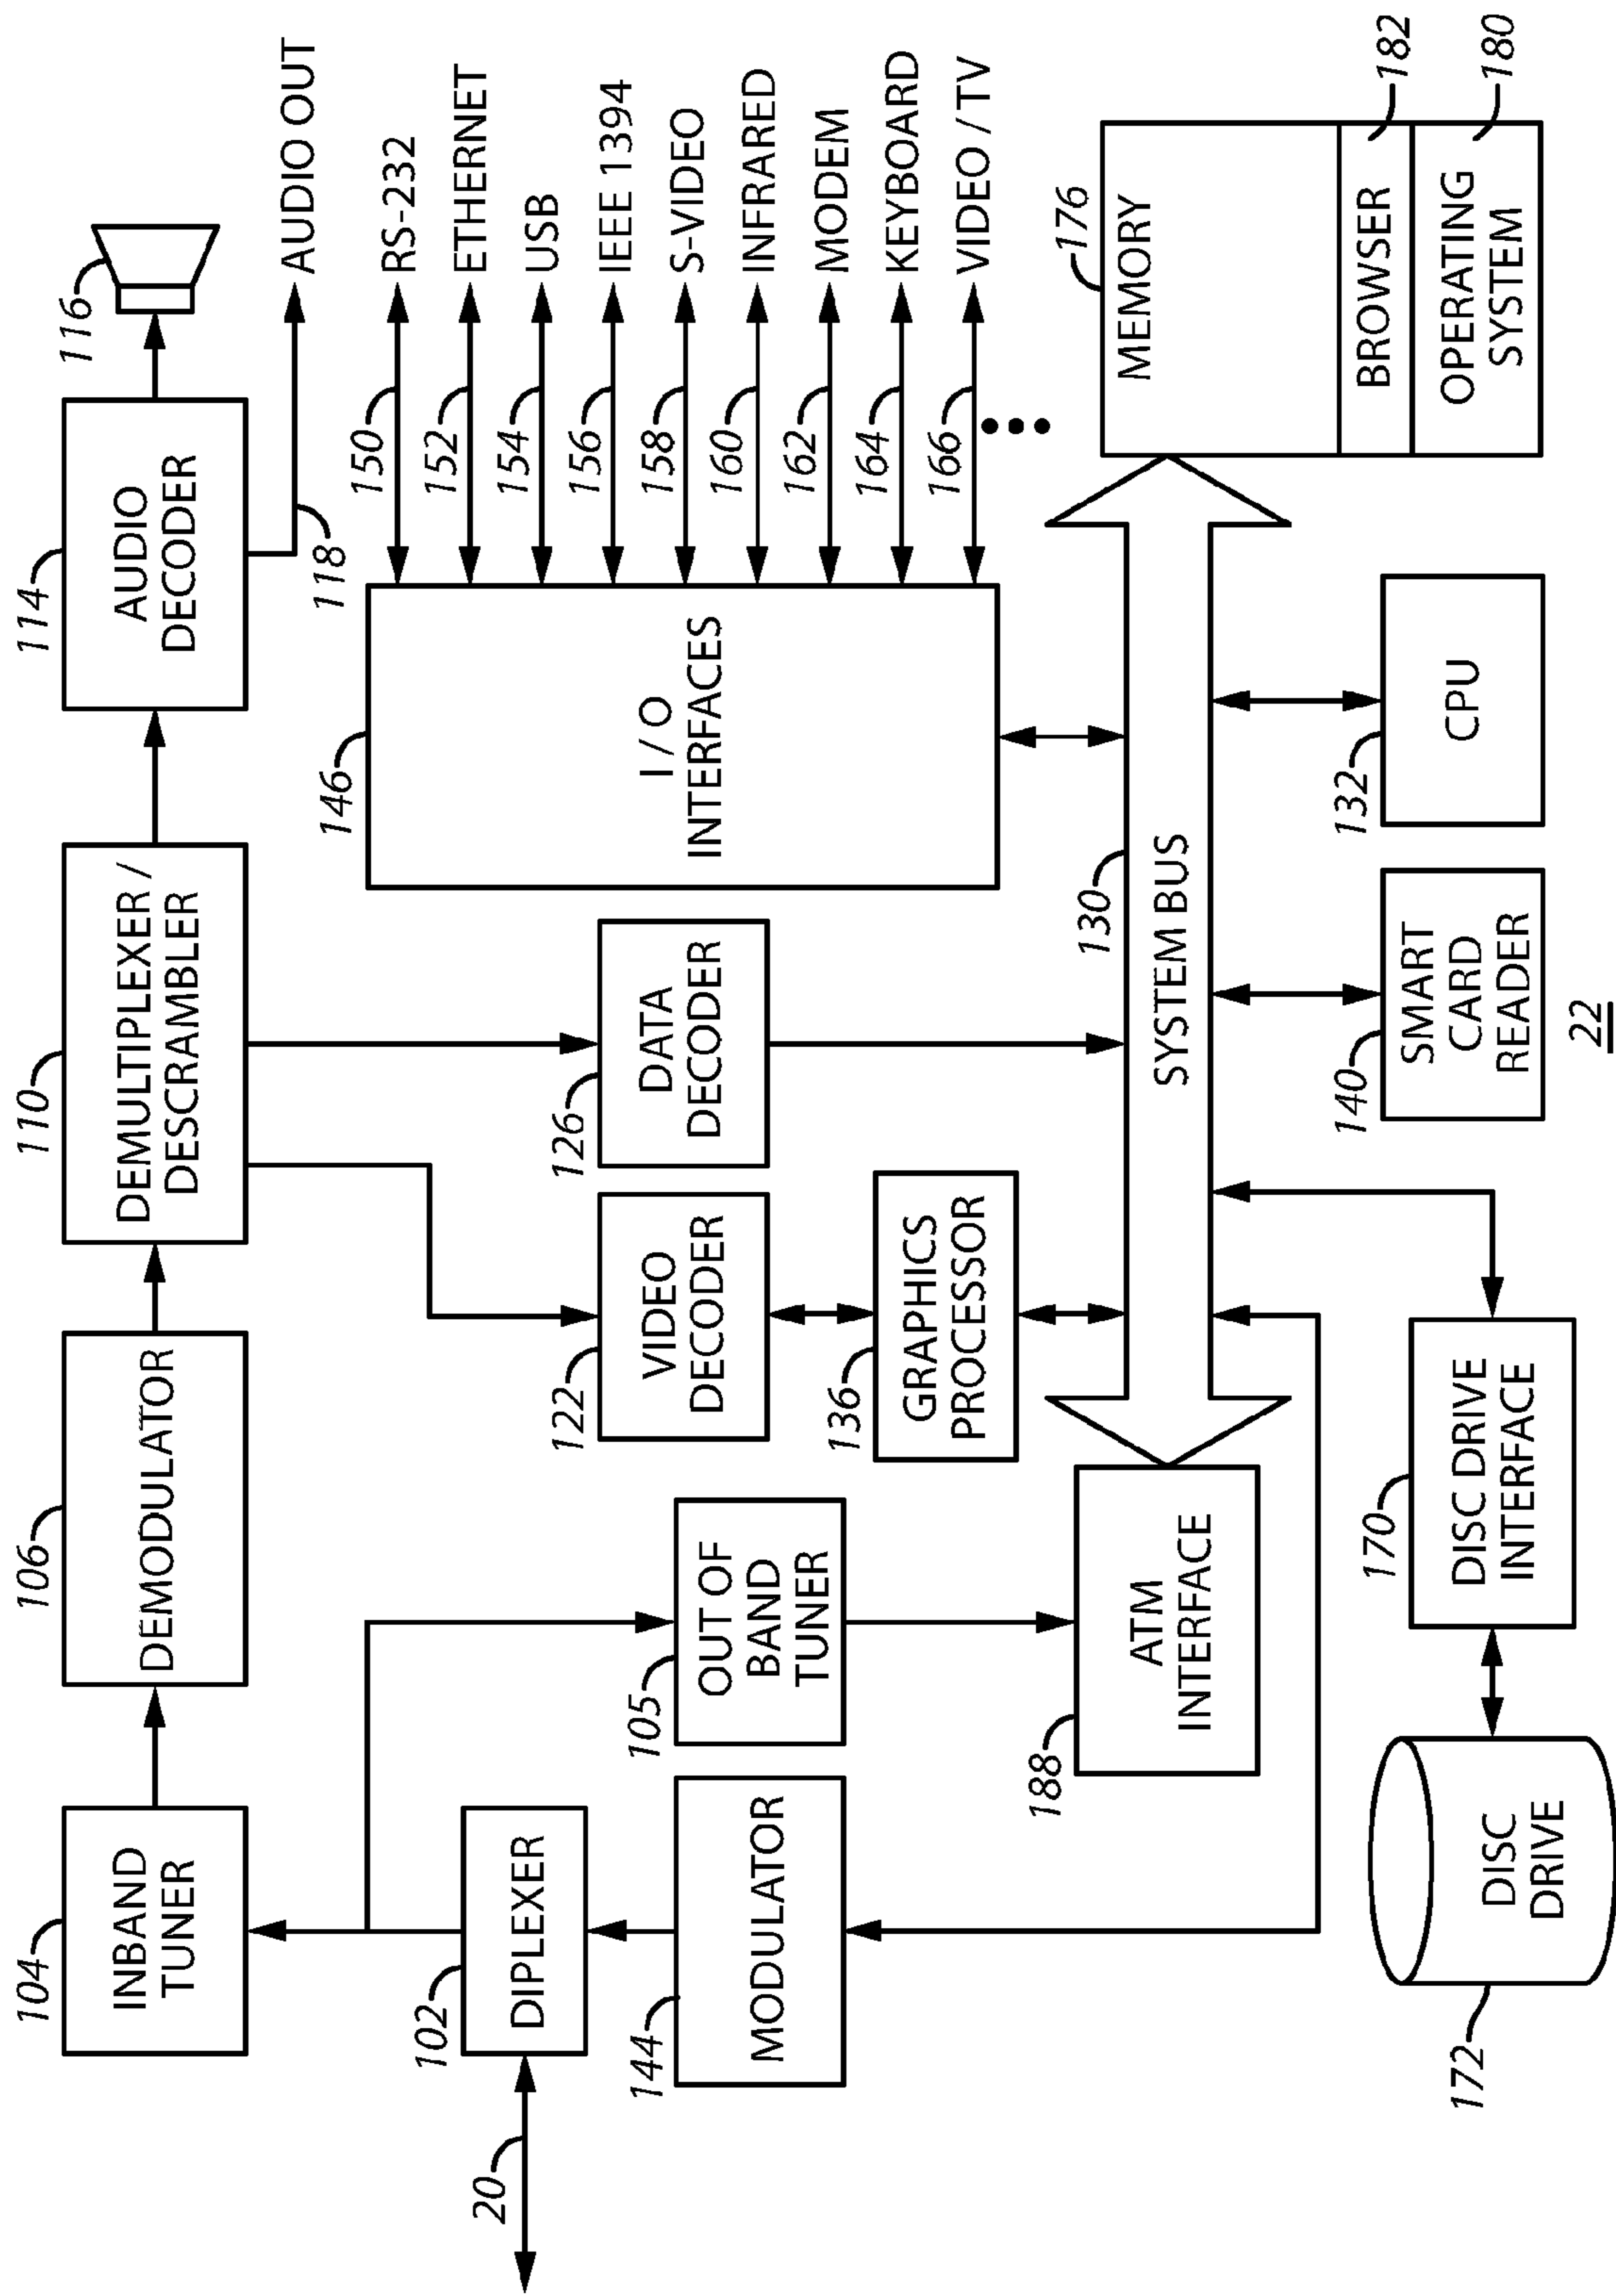 104
INBAND
TUNER
106
DEMODULATOR
110
DEMULTIPLEXER /
DESCRAMBLER
114
AUDIO
DECODER
116
118
AUDIO OUT
20
102
DIPLEXER
144
MODULATOR
105
OUT OF
BAND
TUNER
122
VIDEO
DECODER
126
DATA
DECODER
136
GRAPHICS
PROCESSOR
146
I / O
INTERFACES
150
RS-232
152
ETHERNET
154
USB
156
IEEE 1394
158
S-VIDEO
160
INFRARED
162
MODEM
164
KEYBOARD
166
VIDEO / TV
188
ATM
INTERFACE
130
SYSTEM BUS
176
MEMORY
BROWSER
182
OPERATING
SYSTEM
180
172
DISC
DRIVE
170
DISC DRIVE
INTERFACE
140
SMART
CARD
READER
132
CPU
22